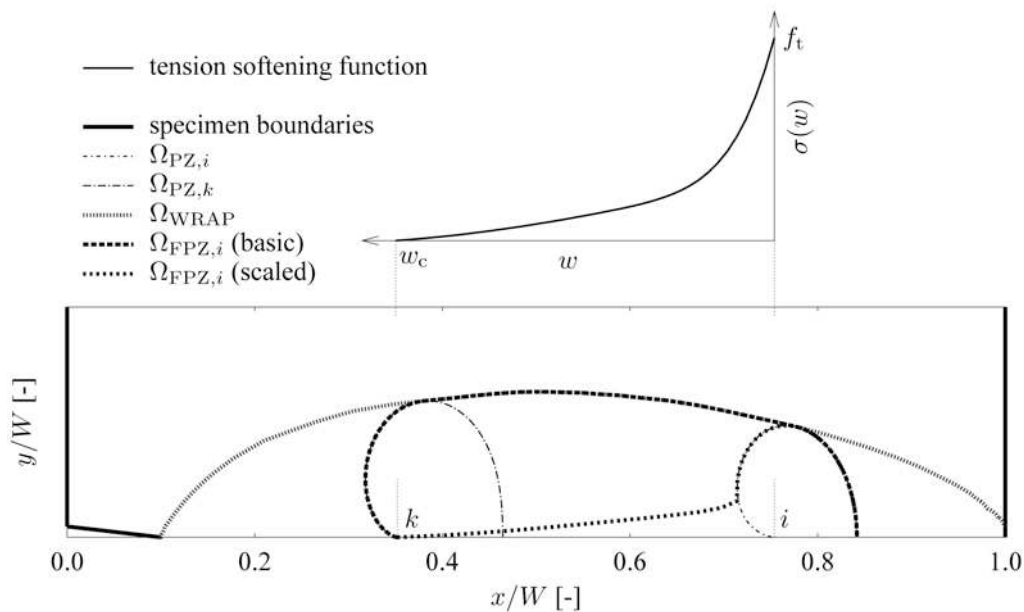 tension softening function
specimen boundaries
Ω_PZ,i
Ω_PZ,k
Ω_WRAP
Ω_FPZ,i (basic)
Ω_FPZ,i (scaled)
f_t
σ(w)
w_c
w
y/W [-]
k
i
0.0 0.2 0.4 0.6 0.8 1.0
x/W [-]